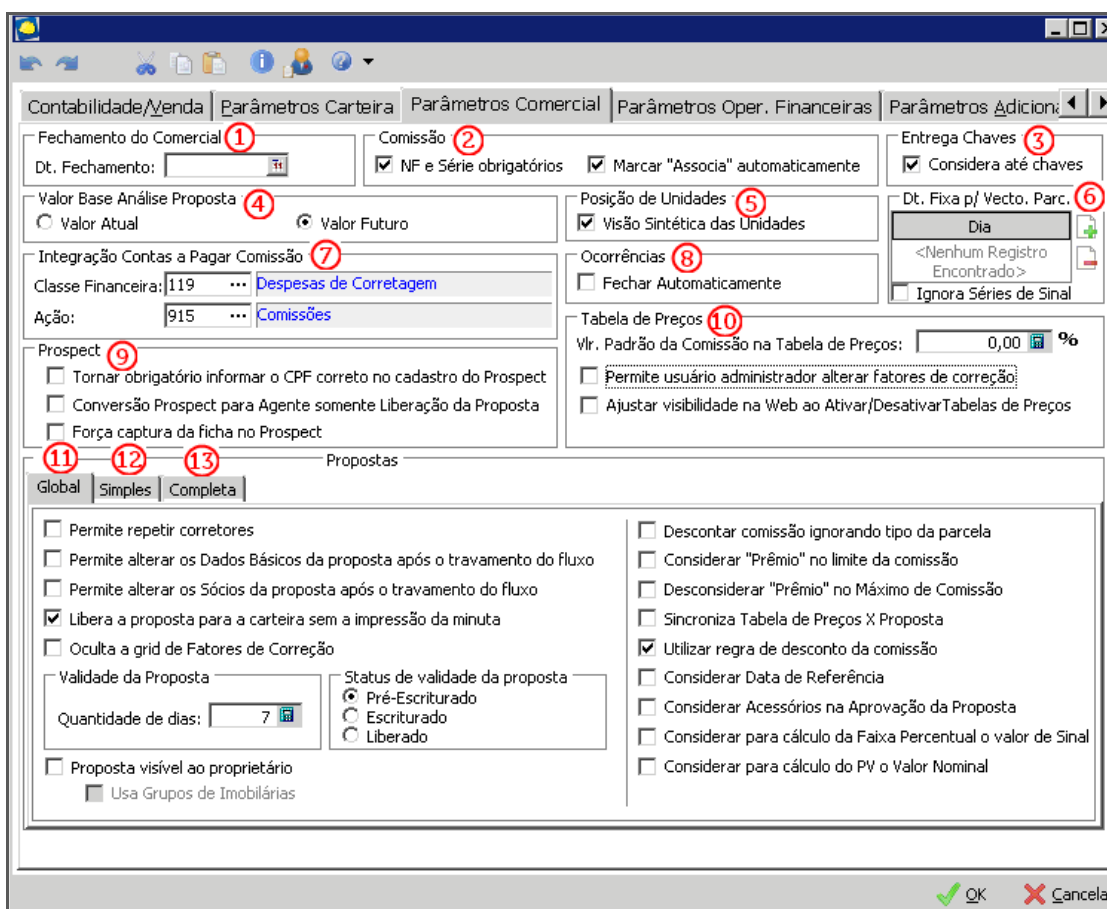 Contabilidade/Venda Parâmetros Carteira Parâmetros Comercial Parâmetros Oper. Financeiras Parâmetros Adicion
Fechamento do Comercial 1 Comissão 2 Entrega Chaves 3
Dt. Fechamento: NF e Série obrigatórios Marcar "Associa" automaticamente Considera até chaves
Valor Base Análise Proposta 4 Posição de Unidades 5 Dt. Fixa p/ Vecto. Parc. 6
Valor Atual Valor Futuro Visão Sintética das Unidades Dia
Integração Contas a Pagar Comissão 7 Ocorrências 8 <Nenhum Registro
Encontrado>
Classe Financeira: 119 ... Despesas de Corretagem Fechar Automaticamente Ignora Séries de Sinal
Ação: 915 ... Comissões Tabela de Preços 10
Vlr. Padrão da Comissão na Tabela de Preços: 0,00 %
Prospect 9
Tornar obrigatório informar o CPF correto no cadastro do Prospect Permite usuário administrador alterar fatores de correção
Conversão Prospect para Agente somente Liberação da Proposta Ajustar visibilidade na Web ao Ativar/DesativarTabelas de Preços
Força captura da ficha no Prospect
11 12 13 Propostas
Global Simples Completa
Permite repetir corretores Descontar comissão ignorando tipo da parcela
Permite alterar os Dados Básicos da proposta após o travamento do fluxo Considerar "Prêmio" no limite da comissão
Permite alterar os Sócios da proposta após o travamento do fluxo Desconsiderar "Prêmio" no Máximo de Comissão
Libera a proposta para a carteira sem a impressão da minuta Sincroniza Tabela de Preços X Proposta
Oculta a grid de Fatores de Correção Utilizar regra de desconto da comissão
Validade da Proposta Status de validade da proposta Considerar Data de Referência
Pré-Escriturado
Quantidade de dias: 7 Escriturado Considerar Acessórios na Aprovação da Proposta
Liberado Considerar para cálculo da Faixa Percentual o valor de Sinal
Proposta visível ao proprietário Considerar para cálculo do PV o Valor Nominal
Usa Grupos de Imobilárias
OK Cancela